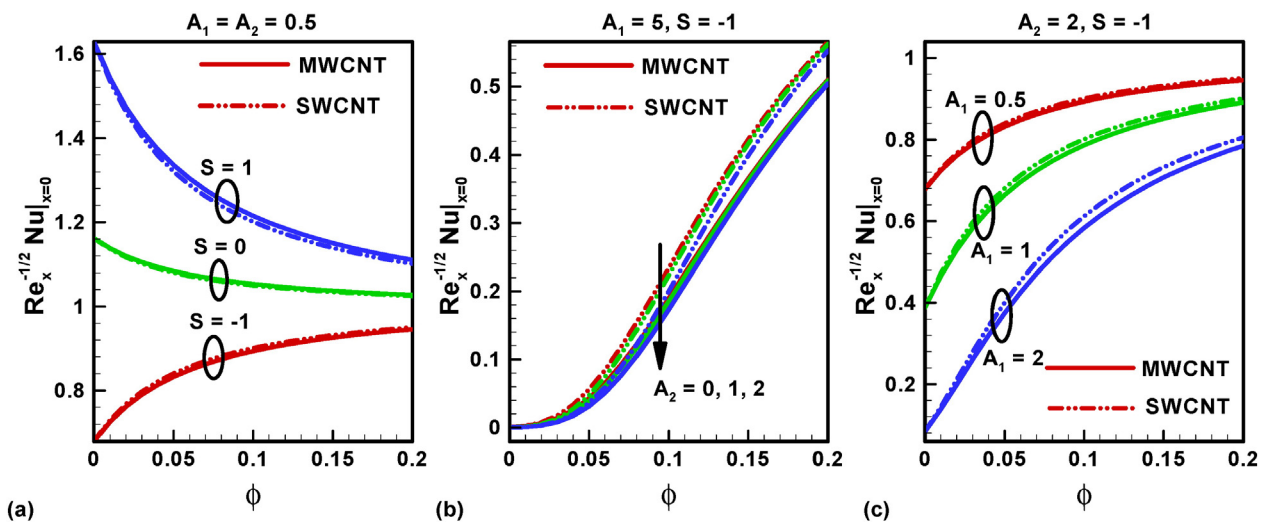 A₁ = A₂ = 0.5
Reₓ⁻¹/² Nu|ₓ₌₀
1.6
1.4
1.2
1
0.8
MWCNT
SWCNT
S = 1
S = 0
S = -1
0
0.05
0.1
0.15
0.2
(a)
ϕ
A₁ = 5, S = -1
Reₓ⁻¹/² Nu|ₓ₌₀
0.5
0.4
0.3
0.2
0.1
0
MWCNT
SWCNT
A₂ = 0, 1, 2
0
0.05
0.1
0.15
0.2
(b)
ϕ
A₂ = 2, S = -1
Reₓ⁻¹/² Nu|ₓ₌₀
1
0.8
0.6
0.4
0.2
A₁ = 0.5
A₁ = 1
A₁ = 2
MWCNT
SWCNT
0
0.05
0.1
0.15
0.2
(c)
ϕ